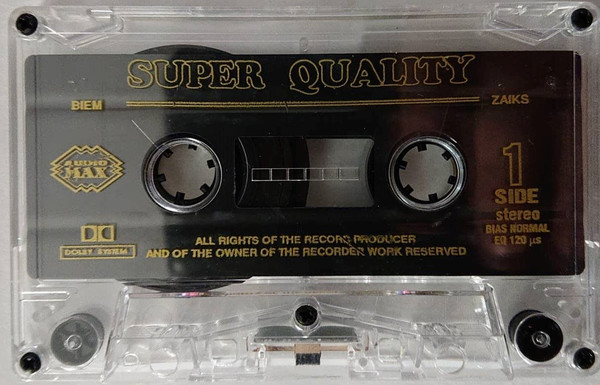 SUPER QUALITY
BIEM
ZAIKS
AUDIO
MAX
1
SIDE
stereo
BIAS NORMAL
EQ 120 µs
DOLBY SYSTEM
ALL RIGHTS OF THE RECORD PRODUCER
AND OF THE OWNER OF THE RECORDER WORK RESERVED